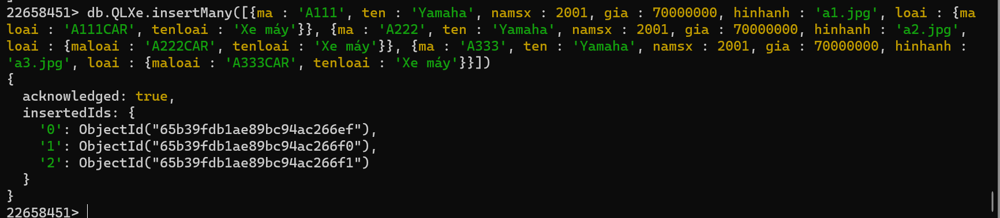 22658451> db.QLXe.insertMany([{ma : 'A111', ten : 'Yamaha', namsx : 2001, gia : 70000000, hinhanh : 'a1.jpg', loai : {ma
loai : 'A111CAR', tenloai : 'Xe máy'}}, {ma : 'A222', ten : 'Yamaha', namsx : 2001, gia : 70000000, hinhanh : 'a2.jpg',
loai : {maloai : 'A222CAR', tenloai : 'Xe máy'}}, {ma : 'A333', ten : 'Yamaha', namsx : 2001, gia : 70000000, hinhanh :
'a3.jpg', loai : {maloai : 'A333CAR', tenloai : 'Xe máy'}}])
{
  acknowledged: true,
  insertedIds: {
    '0': ObjectId("65b39fdb1ae89bc94ac266ef"),
    '1': ObjectId("65b39fdb1ae89bc94ac266f0"),
    '2': ObjectId("65b39fdb1ae89bc94ac266f1")
  }
}
22658451>